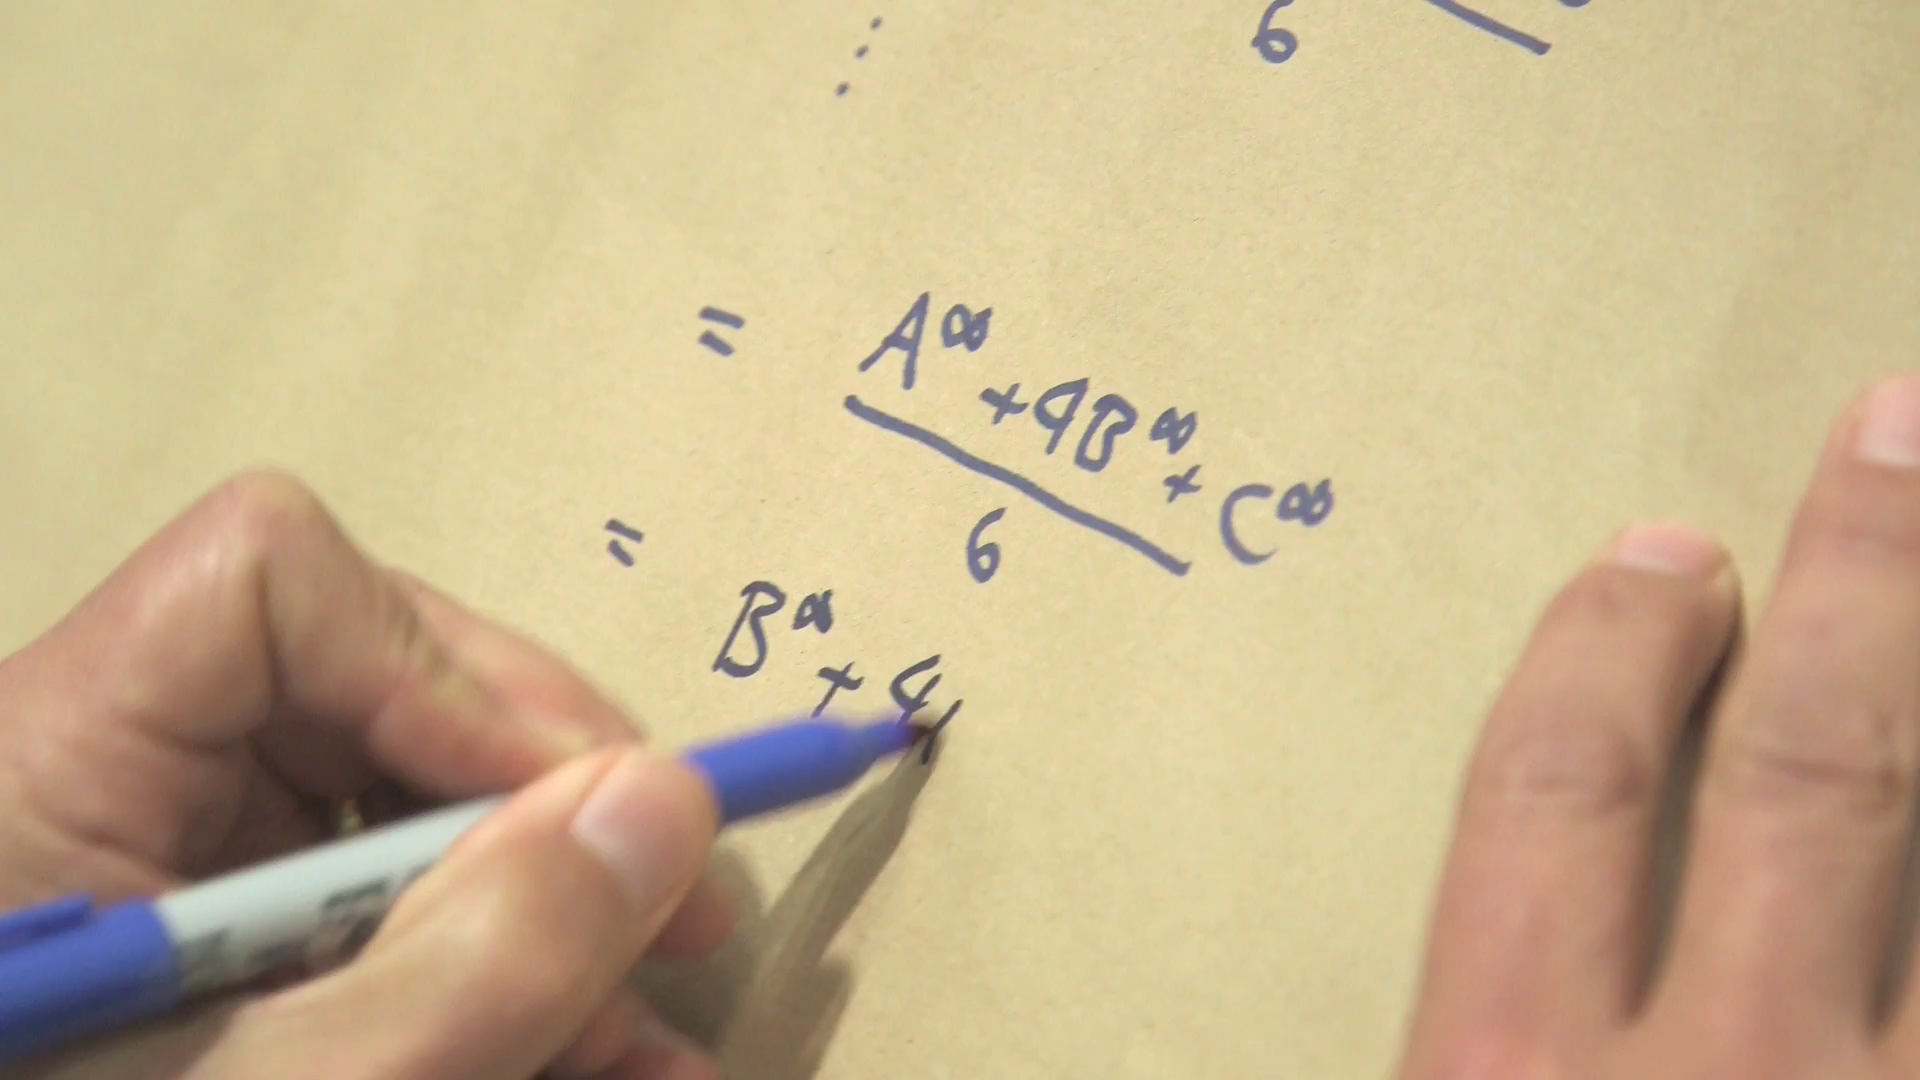 6
⋮
= A^∞ + 4B^∞ + C^∞
6
= B^∞ + 4